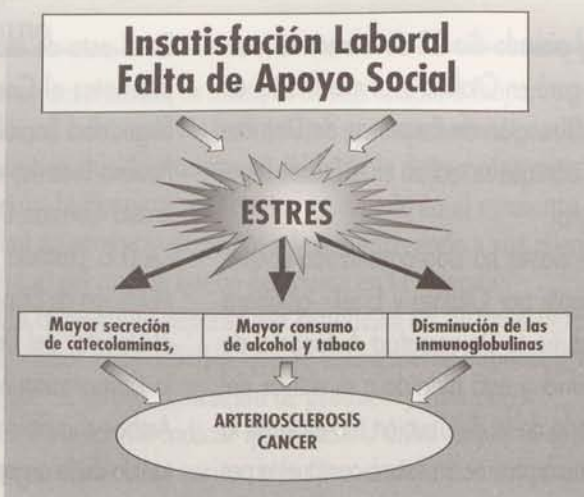 Insatisfación Laboral
Falta de Apoyo Social
ESTRES
Mayor secreción
de catecolaminas,
Mayor consumo
de alcohol y tabaco
Disminución de las
inmunoglobulinas
ARTERIOSCLEROSIS
CANCER